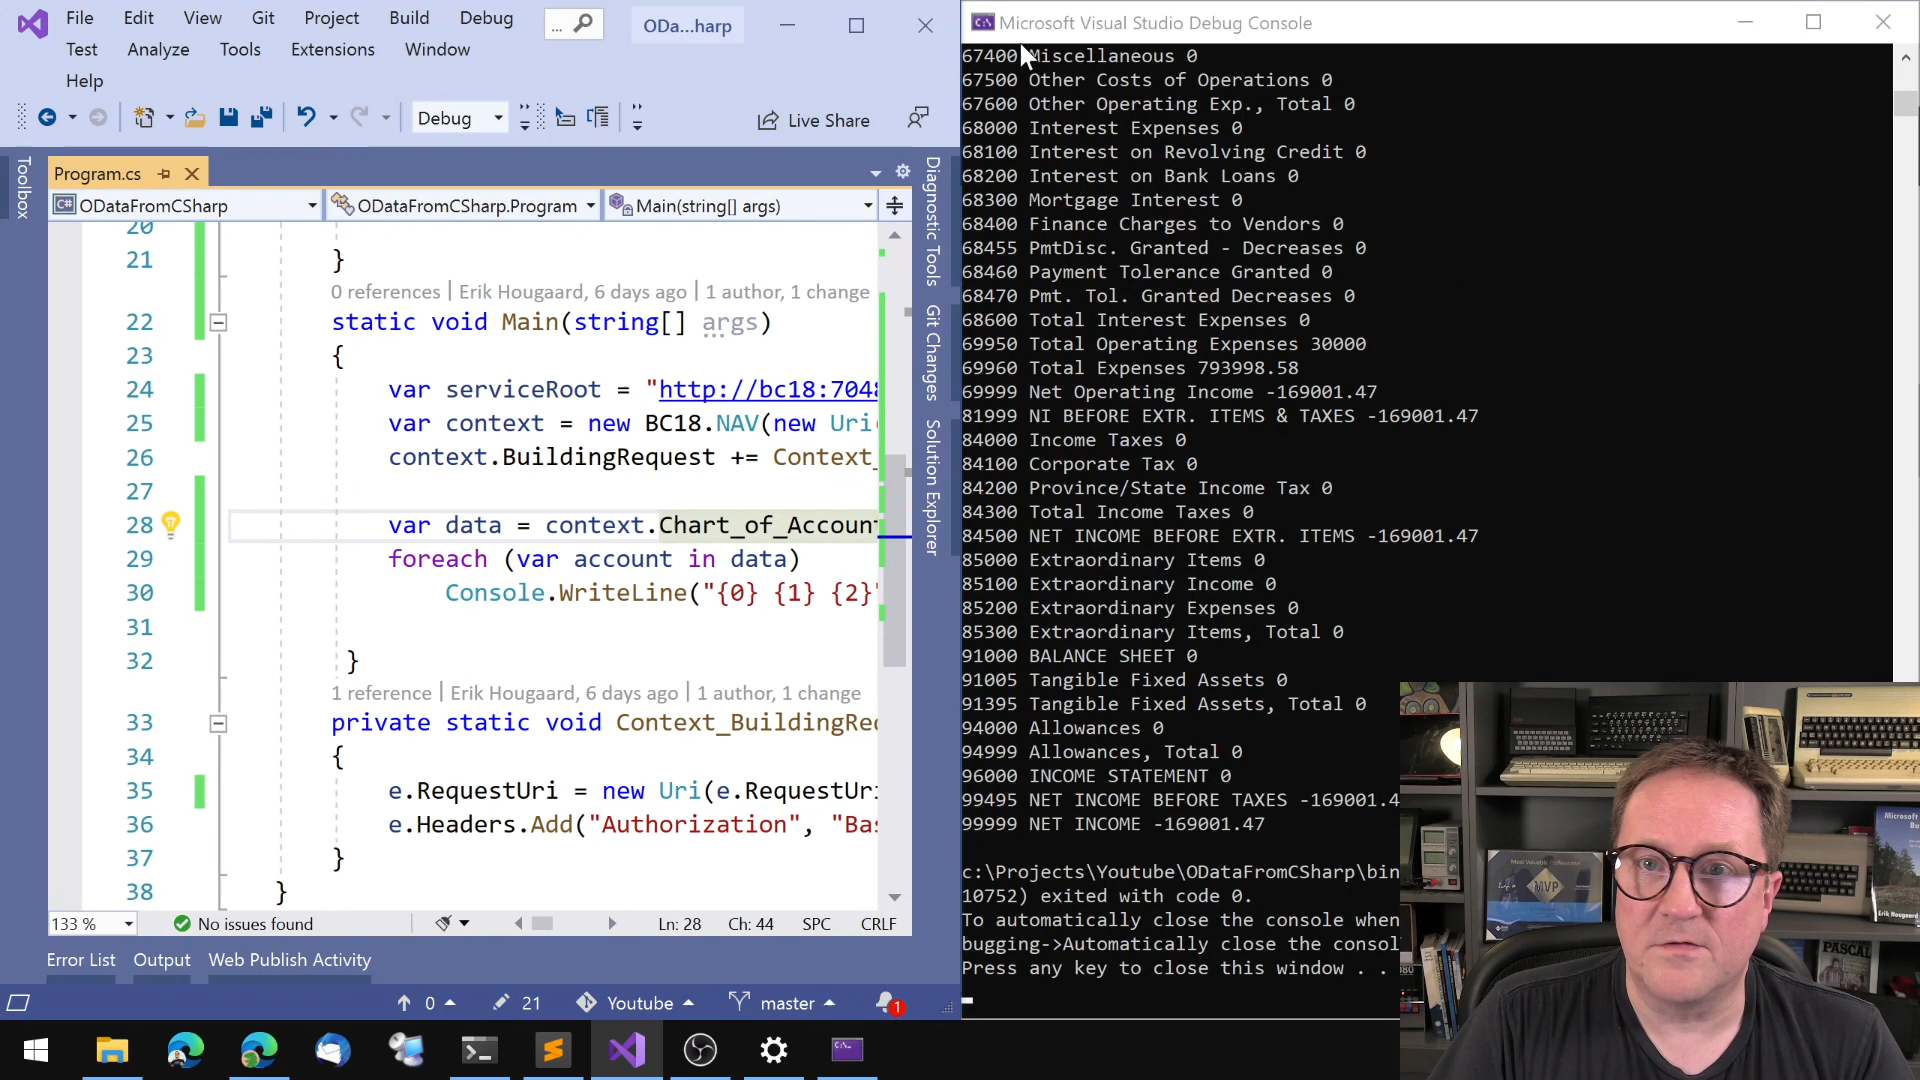 File Edit View Git Project Build Debug
... ODa...harp
Test Analyze Tools Extensions Window
Help
Debug
Live Share
Toolbox
Program.cs
ODataFromCSharp
ODataFromCSharp.Program
Main(string[] args)
20
21 }
0 references | Erik Hougaard, 6 days ago | 1 author, 1 change
22 static void Main(string[] args)
23 {
24 var serviceRoot = "http://bc18:7048
25 var context = new BC18.NAV(new Uri(
26 context.BuildingRequest += Context_
27
28 var data = context.Chart_of_Account
29 foreach (var account in data)
30 Console.WriteLine("{0} {1} {2}"
31
32 }
1 reference | Erik Hougaard, 6 days ago | 1 author, 1 change
33 private static void Context_BuildingReq
34 {
35 e.RequestUri = new Uri(e.RequestUri
36 e.Headers.Add("Authorization", "Bas
37 }
38 }
133 %
No issues found
Ln: 28 Ch: 44 SPC CRLF
Error List Output Web Publish Activity
0 21 Youtube master 1
Diagnostic Tools
Git Changes
Solution Explorer
Microsoft Visual Studio Debug Console
67400 Miscellaneous 0
67500 Other Costs of Operations 0
67600 Other Operating Exp., Total 0
68000 Interest Expenses 0
68100 Interest on Revolving Credit 0
68200 Interest on Bank Loans 0
68300 Mortgage Interest 0
68400 Finance Charges to Vendors 0
68455 PmtDisc. Granted - Decreases 0
68460 Payment Tolerance Granted 0
68470 Pmt. Tol. Granted Decreases 0
68600 Total Interest Expenses 0
69950 Total Operating Expenses 30000
69960 Total Expenses 793998.58
69999 Net Operating Income -169001.47
81999 NI BEFORE EXTR. ITEMS & TAXES -169001.47
84000 Income Taxes 0
84100 Corporate Tax 0
84200 Province/State Income Tax 0
84300 Total Income Taxes 0
84500 NET INCOME BEFORE EXTR. ITEMS -169001.47
85000 Extraordinary Items 0
85100 Extraordinary Income 0
85200 Extraordinary Expenses 0
85300 Extraordinary Items, Total 0
91000 BALANCE SHEET 0
91005 Tangible Fixed Assets 0
91395 Tangible Fixed Assets, Total 0
94000 Allowances 0
94999 Allowances, Total 0
96000 INCOME STATEMENT 0
99495 NET INCOME BEFORE TAXES -169001.4
99999 NET INCOME -169001.47
c:\Projects\Youtube\ODataFromCSharp\bin
10752) exited with code 0.
To automatically close the console when
bugging->Automatically close the consol
Press any key to close this window . .
MVP
Microsoft
Erik Hougaard
PASCAL